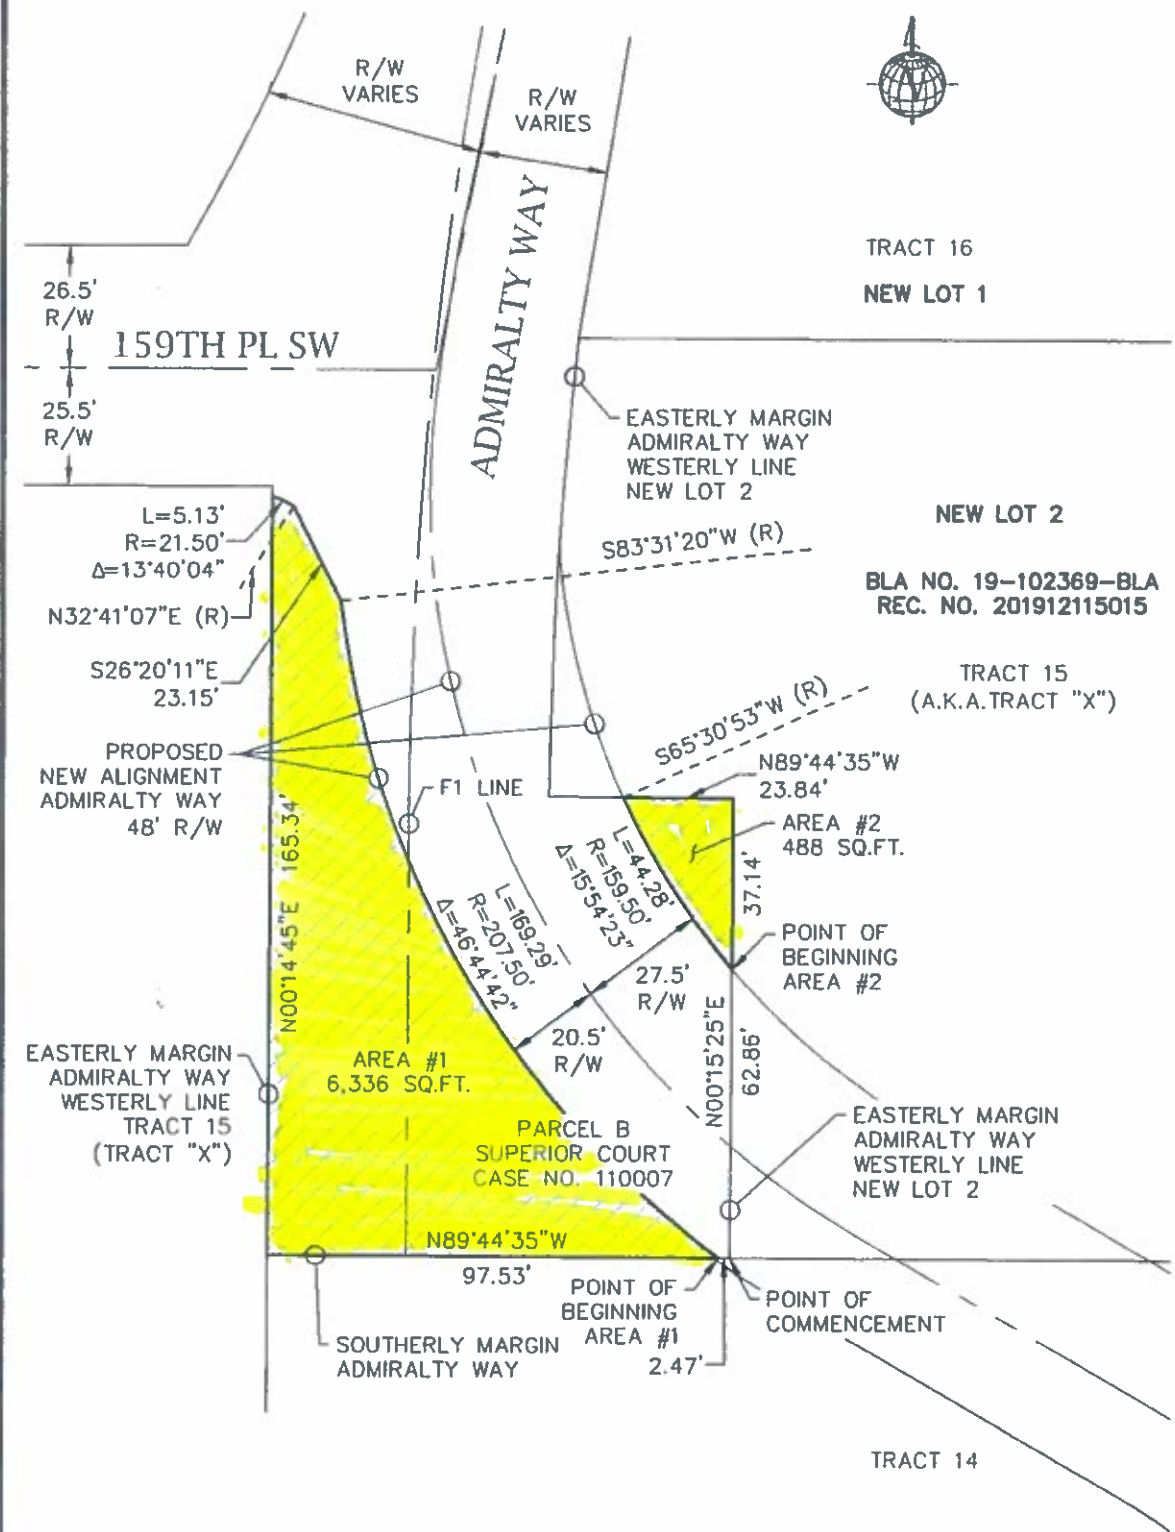 R/W
VARIES
R/W
VARIES
ADMIRALTY WAY
TRACT 16
NEW LOT 1
26.5'
R/W
159TH PL SW
25.5'
R/W
EASTERLY MARGIN
ADMIRALTY WAY
WESTERLY LINE
NEW LOT 2
NEW LOT 2
L=5.13'
R=21.50'
Δ=13°40'04"
N32°41'07"E (R)
S83°31'20"W (R)
BLA NO. 19-102369-BLA
REC. NO. 201912115015
S26°20'11"E
23.15'
TRACT 15
(A.K.A.TRACT "X")
S65°30'53"W (R)
PROPOSED
NEW ALIGNMENT
ADMIRALTY WAY
48' R/W
F1 LINE
N89°44'35"W
23.84'
AREA #2
488 SQ.FT.
N00°14'45"E 165.34'
L=44.28'
R=159.50'
Δ=15°54'23"
37.14'
L=169.29'
R=207.50'
Δ=46°44'42"
POINT OF
BEGINNING
AREA #2
27.5'
R/W
20.5'
R/W
N00°15'25"E
62.86'
EASTERLY MARGIN
ADMIRALTY WAY
WESTERLY LINE
TRACT 15
(TRACT "X")
AREA #1
6,336 SQ.FT.
PARCEL B
SUPERIOR COURT
CASE NO. 110007
EASTERLY MARGIN
ADMIRALTY WAY
WESTERLY LINE
NEW LOT 2
N89°44'35"W
97.53'
POINT OF
BEGINNING
AREA #1
2.47'
POINT OF
COMMENCEMENT
SOUTHERLY MARGIN
ADMIRALTY WAY
TRACT 14